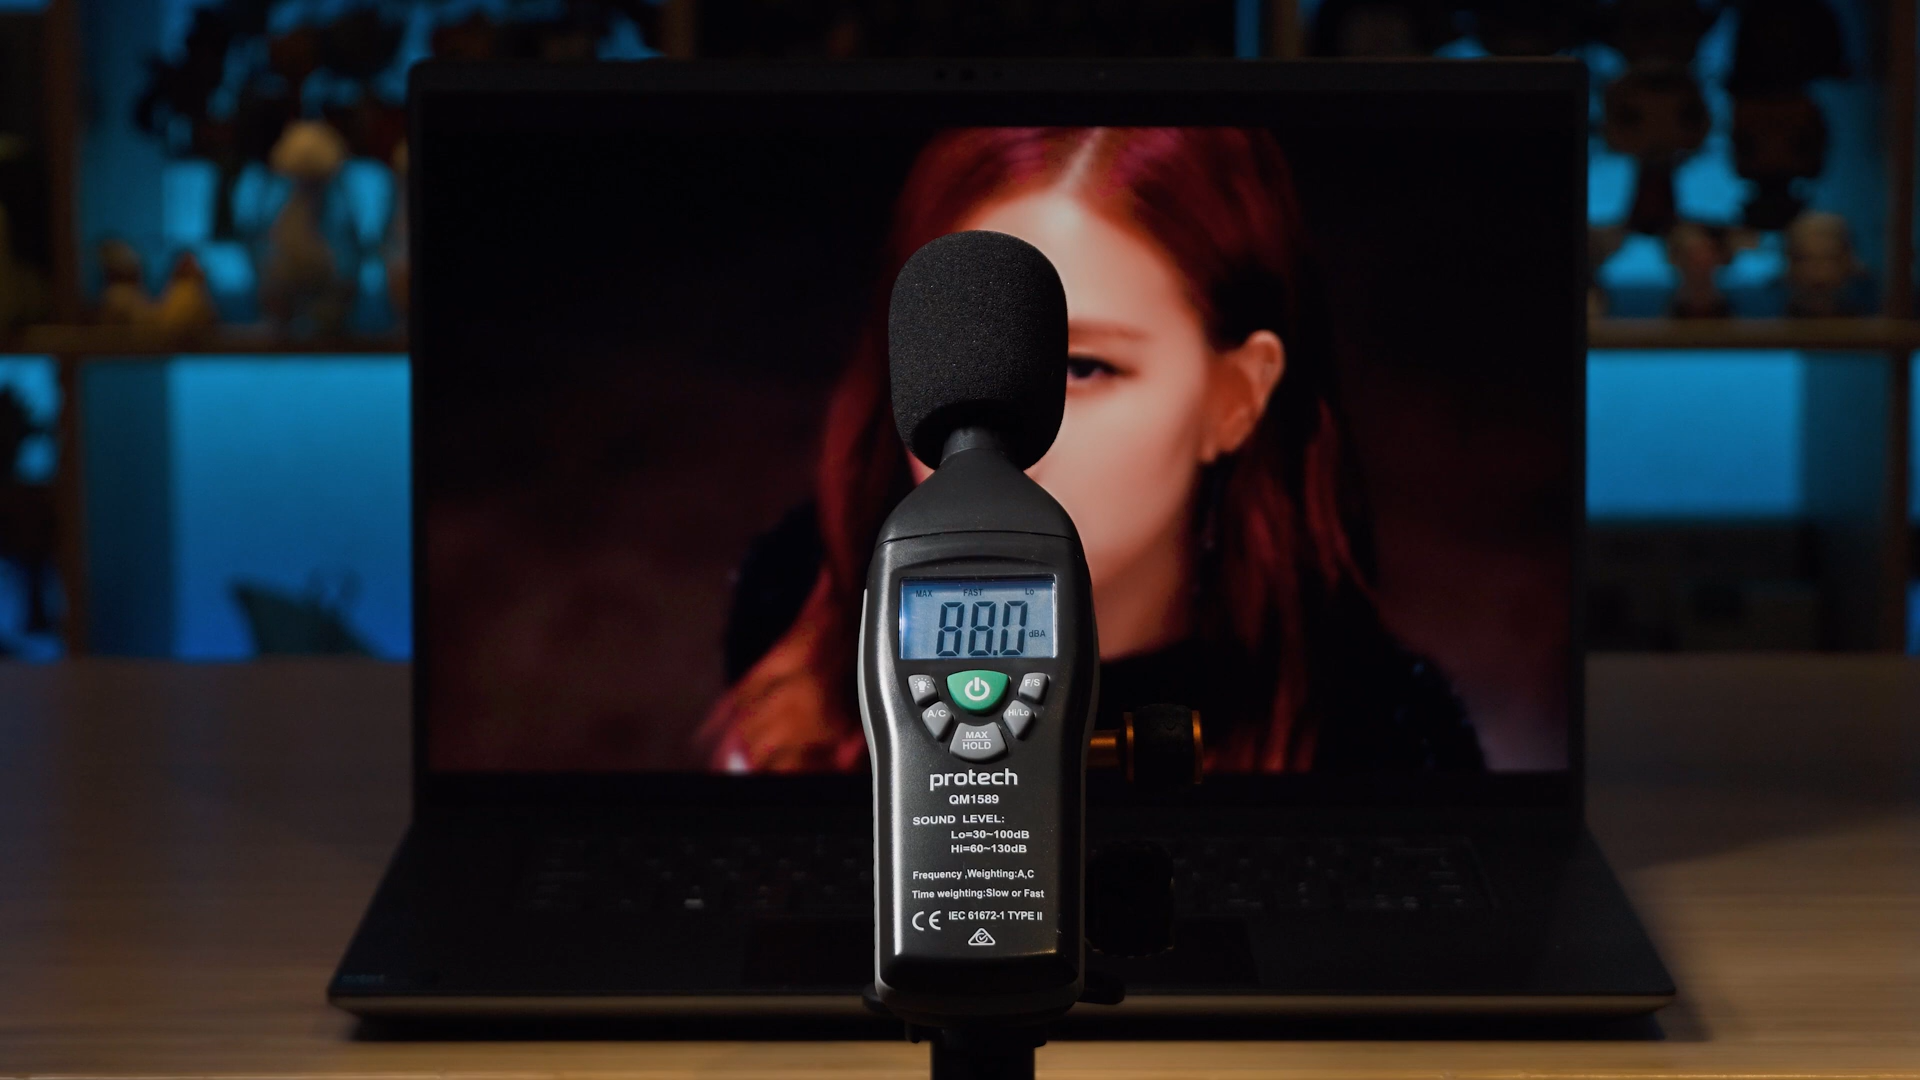 MAX FAST Lo
88.0 dBA
F/S
A/C Hi/Lo
MAX
HOLD
protech
QM1589
SOUND LEVEL:
Lo=30~100dB
Hi=60~130dB
Frequency ,Weighting:A,C
Time weighting:Slow or Fast
CE IEC 61672-1 TYPE II